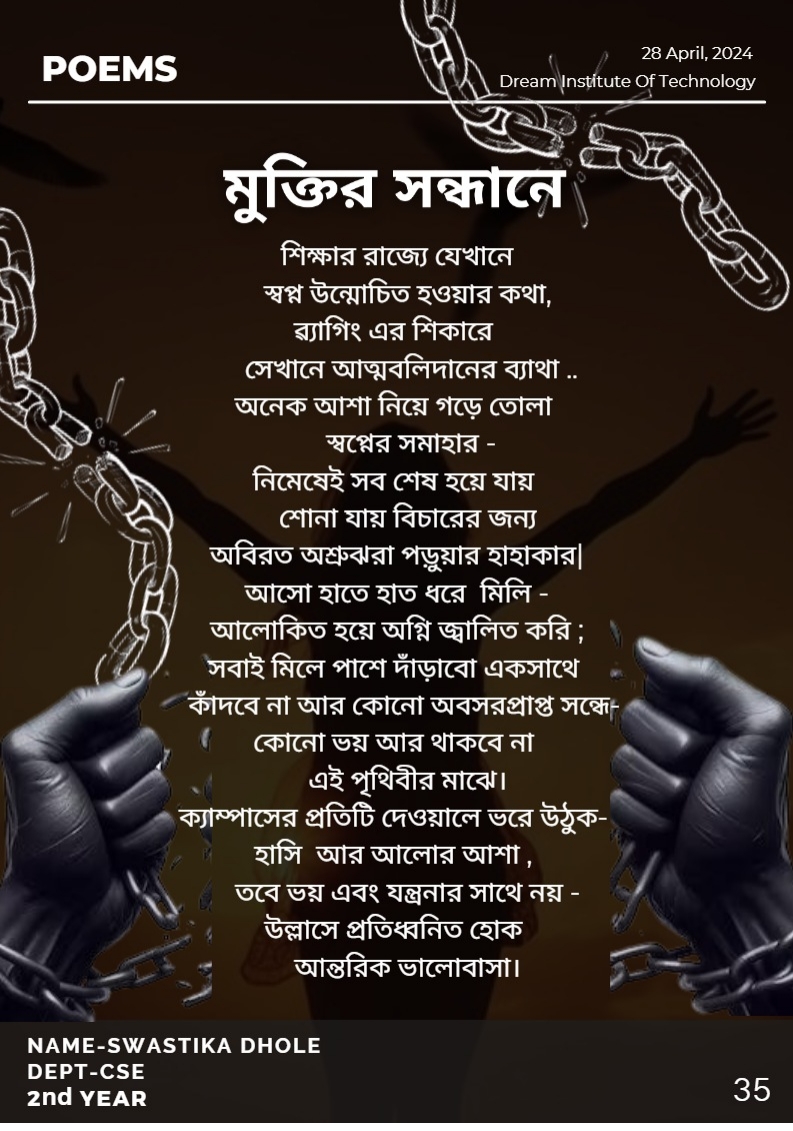 POEMS
28 April, 2024
Dream Institute Of Technology
মুক্তির সন্ধানে
শিক্ষার রাজ্যে যেখানে
স্বপ্ন উন্মোচিত হওয়ার কথা,
র‍্যাগিং এর শিকারে
সেখানে আত্মবলিদানের ব্যাথা ..
অনেক আশা নিয়ে গড়ে তোলা
স্বপ্নের সমাহার -
নিমেষেই সব শেষ হয়ে যায়
শোনা যায় বিচারের জন্য
অবিরত অশ্রুঝরা পড়ুয়ার হাহাকার|
আসো হাতে হাত ধরে মিলি -
আলোকিত হয়ে অগ্নি জ্বালিত করি ;
সবাই মিলে পাশে দাঁড়াবো একসাথে
কাঁদবে না আর কোনো অবসরপ্রাপ্ত সন্ধে-
কোনো ভয় আর থাকবে না
এই পৃথিবীর মাঝে।
ক্যাম্পাসের প্রতিটি দেওয়ালে ভরে উঠুক-
হাসি আর আলোর আশা ,
তবে ভয় এবং যন্ত্রনার সাথে নয় -
উল্লাসে প্রতিধ্বনিত হোক
আন্তরিক ভালোবাসা।
NAME-SWASTIKA DHOLE
DEPT-CSE
2nd YEAR
35